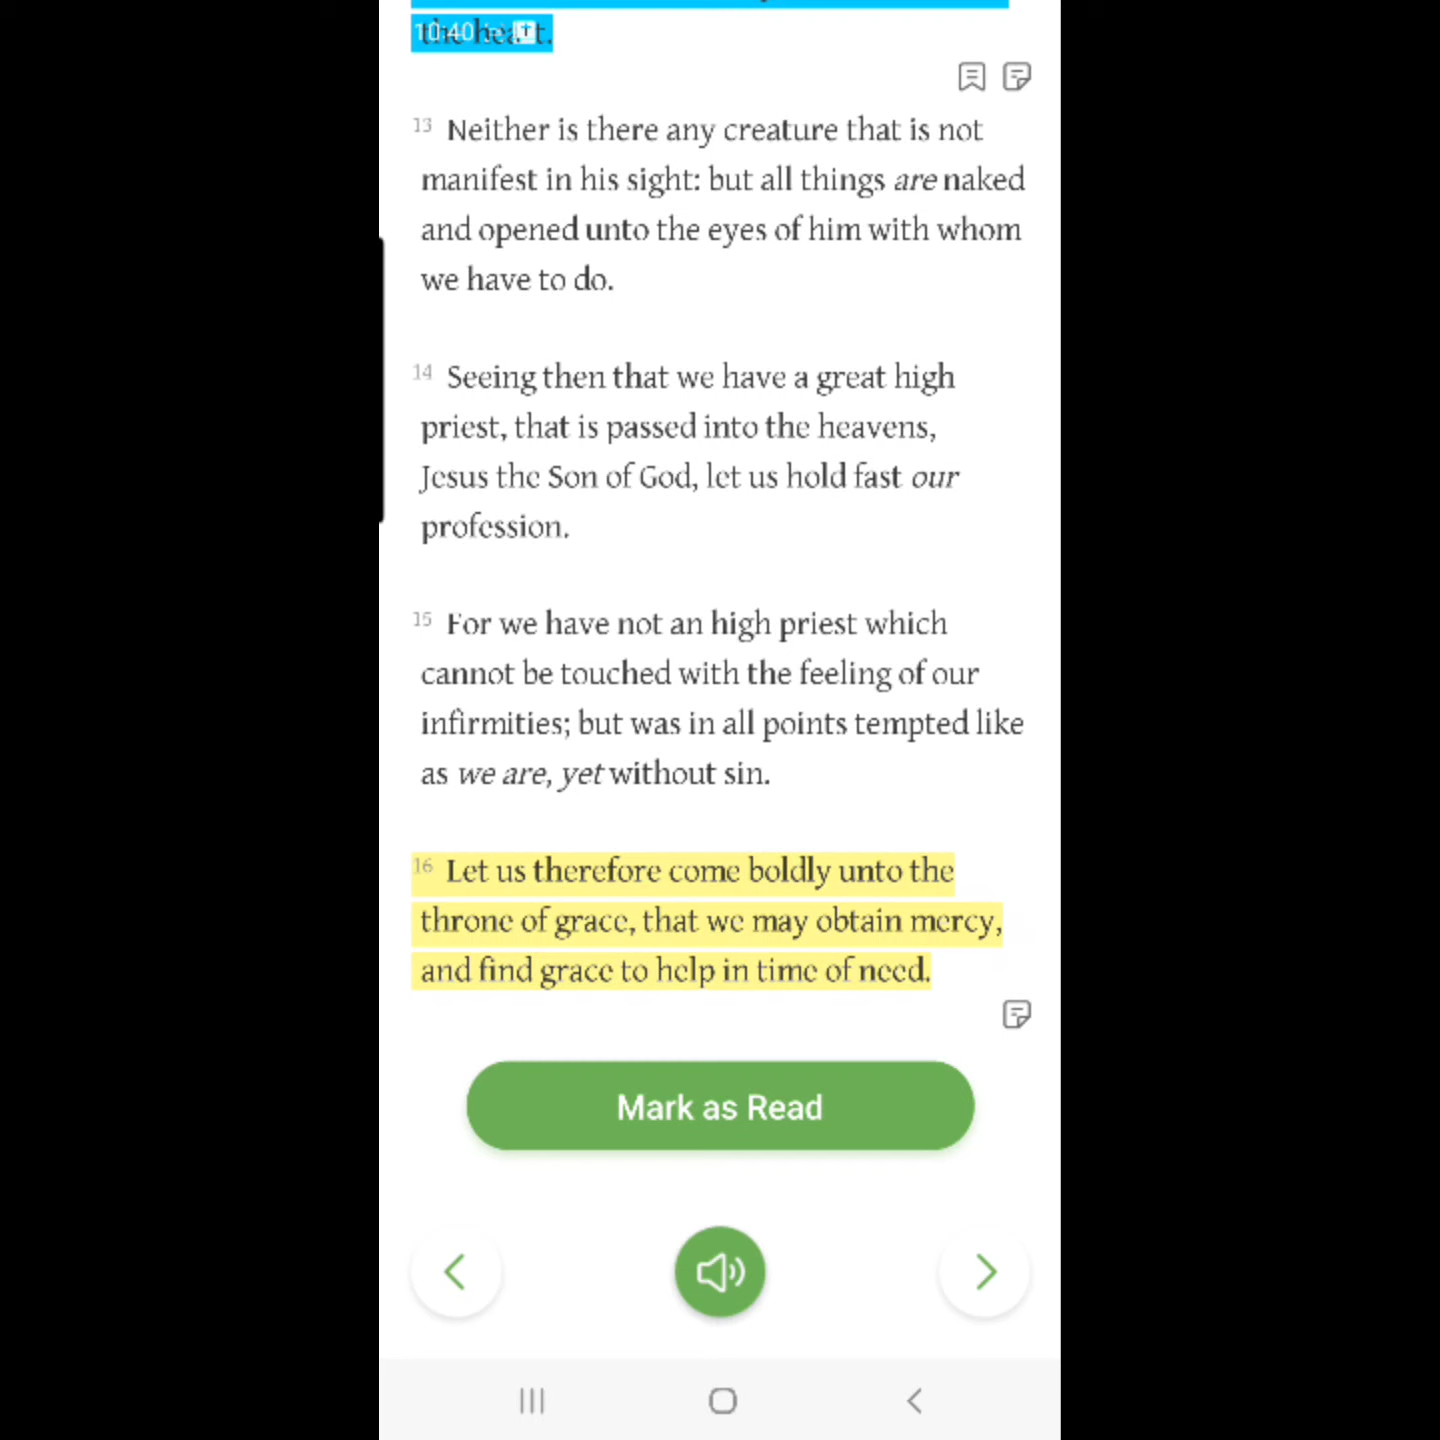 the heart.
10:40
13 Neither is there any creature that is not
manifest in his sight: but all things are naked
and opened unto the eyes of him with whom
we have to do.
14 Seeing then that we have a great high
priest, that is passed into the heavens,
Jesus the Son of God, let us hold fast our
profession.
15 For we have not an high priest which
cannot be touched with the feeling of our
infirmities; but was in all points tempted like
as we are, yet without sin.
16 Let us therefore come boldly unto the
throne of grace, that we may obtain mercy,
and find grace to help in time of need.
Mark as Read